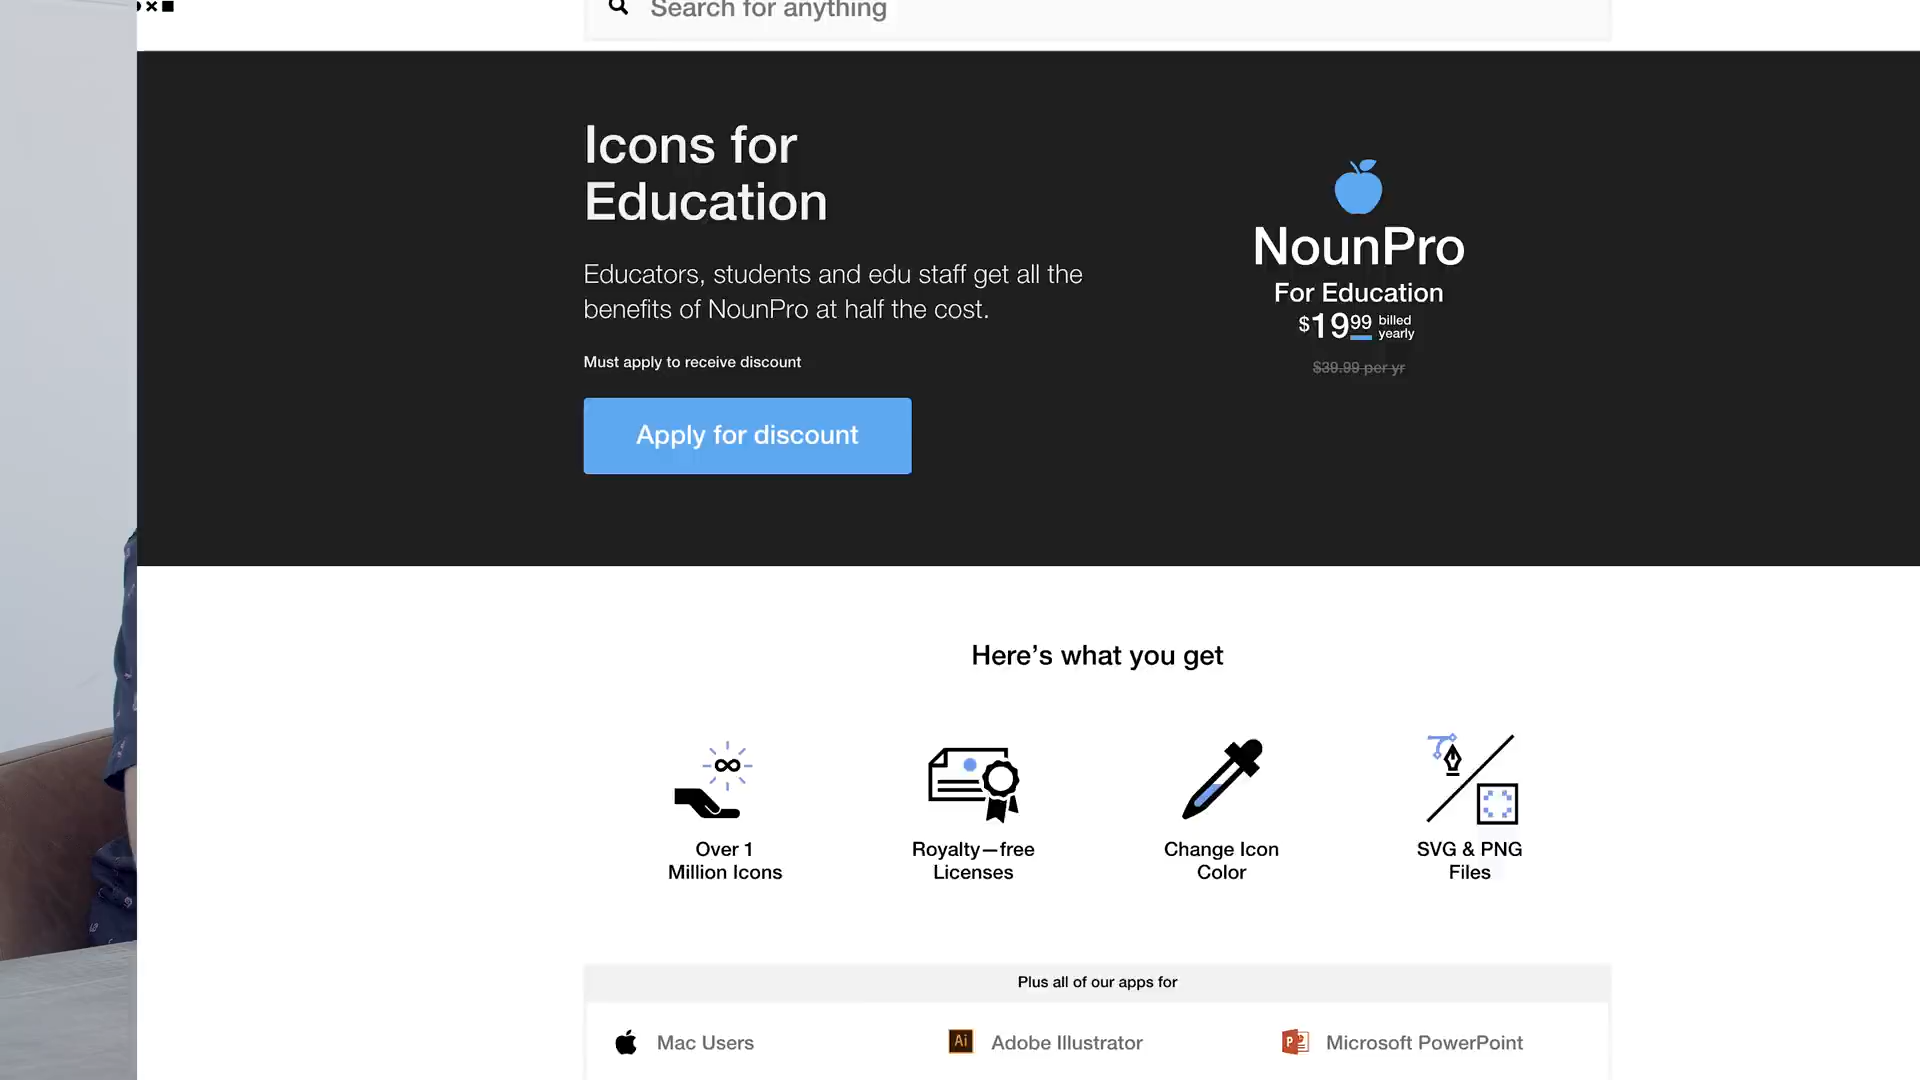 Search for anything
Icons for
Education
Educators, students and edu staff get all the
benefits of NounPro at half the cost.
Must apply to receive discount
Apply for discount
NounPro
For Education
$19.99 billed
yearly
$39.99 per yr
Here’s what you get
Over 1
Million Icons
Royalty—free
Licenses
Change Icon
Color
SVG & PNG
Files
Plus all of our apps for
Mac Users
Ai
Adobe Illustrator
P
Microsoft PowerPoint